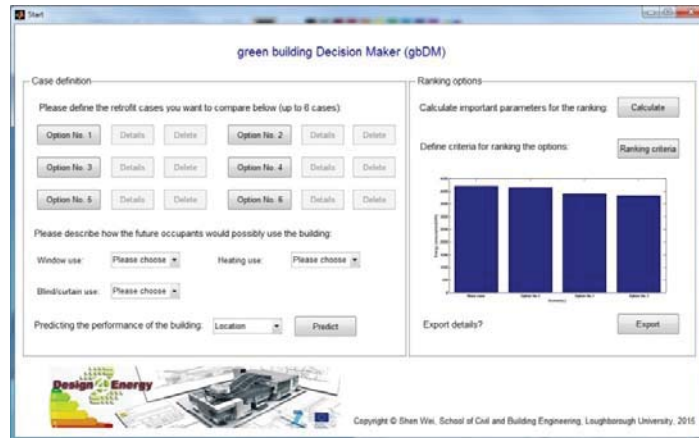 Start
green building Decision Maker (gbDM)
Case definition
Please define the retrofit cases you want to compare below (up to 6 cases):
Option No. 1 Details Delete Option No. 2 Details Delete
Option No. 3 Details Delete Option No. 4 Details Delete
Option No. 5 Details Delete Option No. 6 Details Delete
Please describe how the future occupants would possibly use the building:
Window use: Please choose Heating use: Please choose
Blind/curtain use: Please choose
Predicting the performance of the building: Location Predict
Ranking options
Calculate important parameters for the ranking: Calculate
Define criteria for ranking the options: Ranking criteria
Export details? Export
Design4Energy
Copyright © Shen Wei, School of Civil and Building Engineering, Loughborough University,